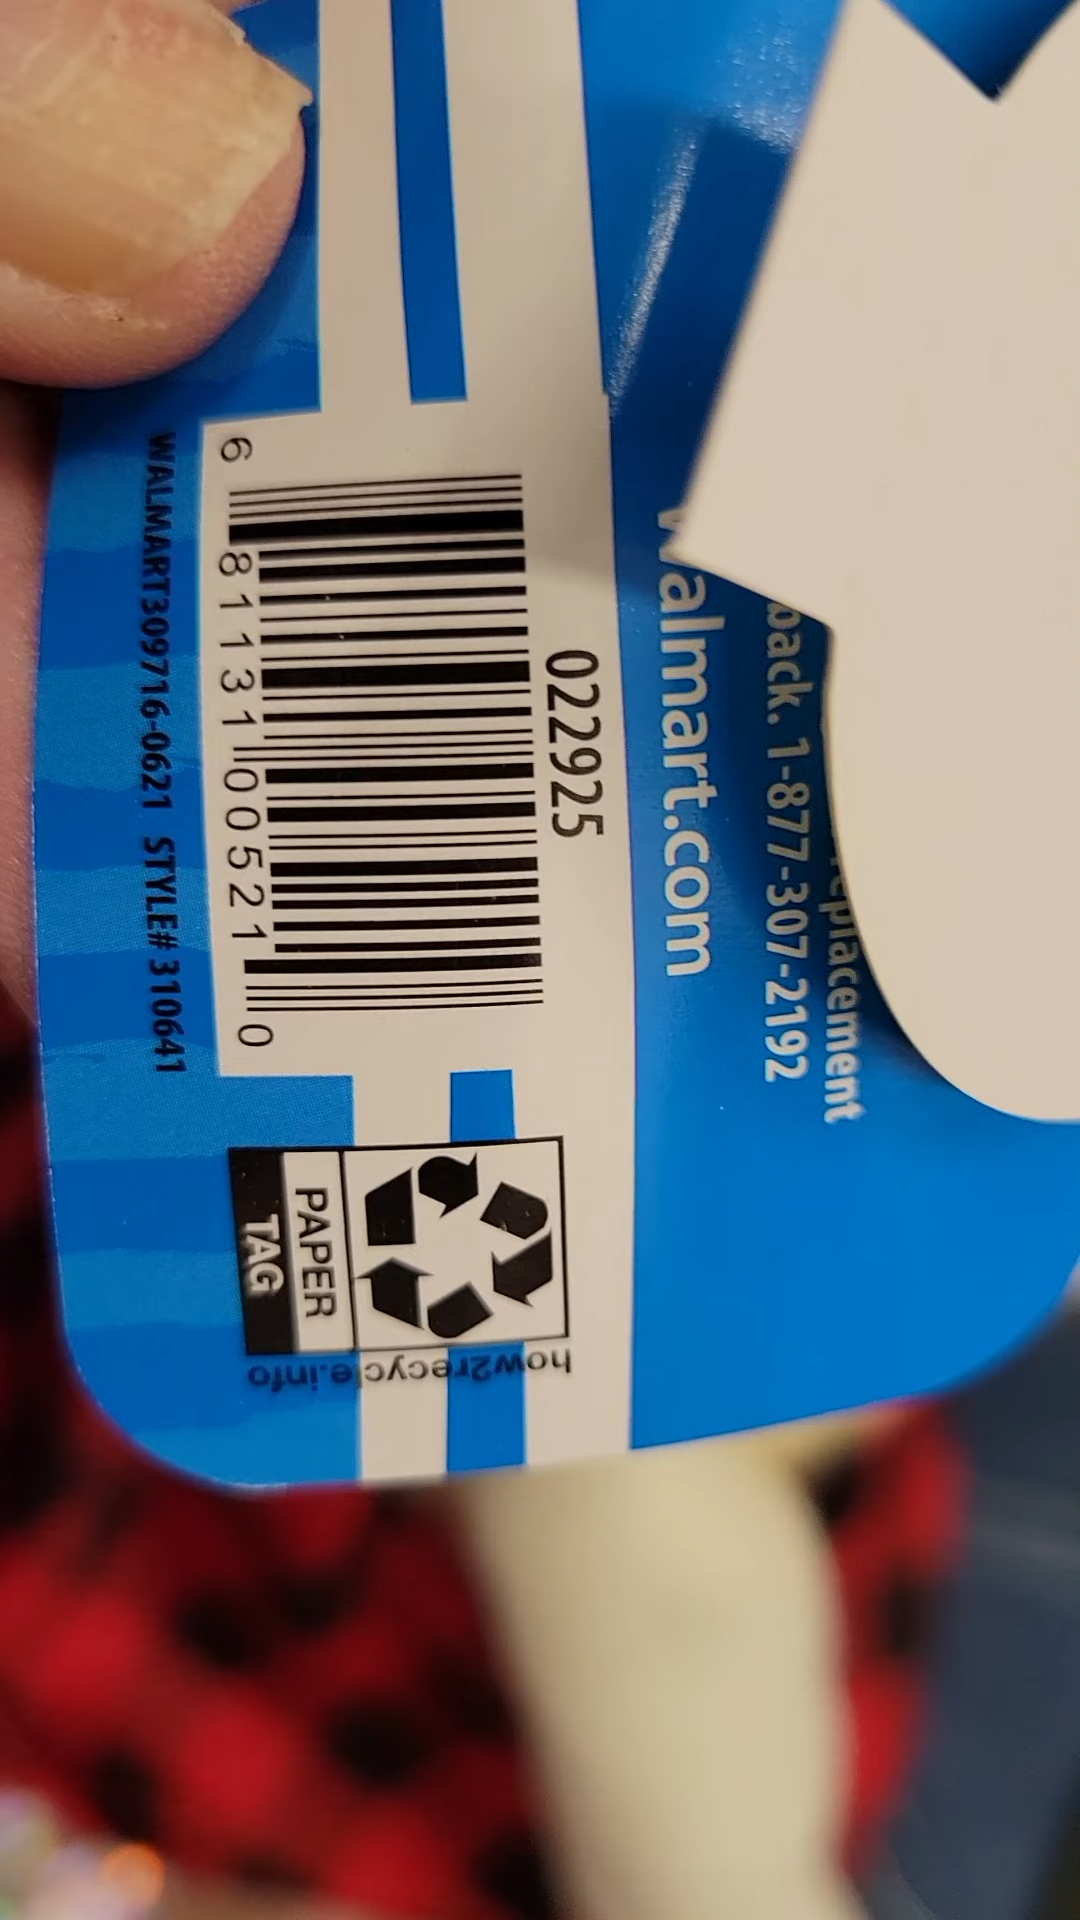 replacement
back. 1-877-307-2192
Walmart.com
022925
6 81131 00521 0
WALMART309716-0621 STYLE# 310641
PAPER
TAG
how2recycle.info